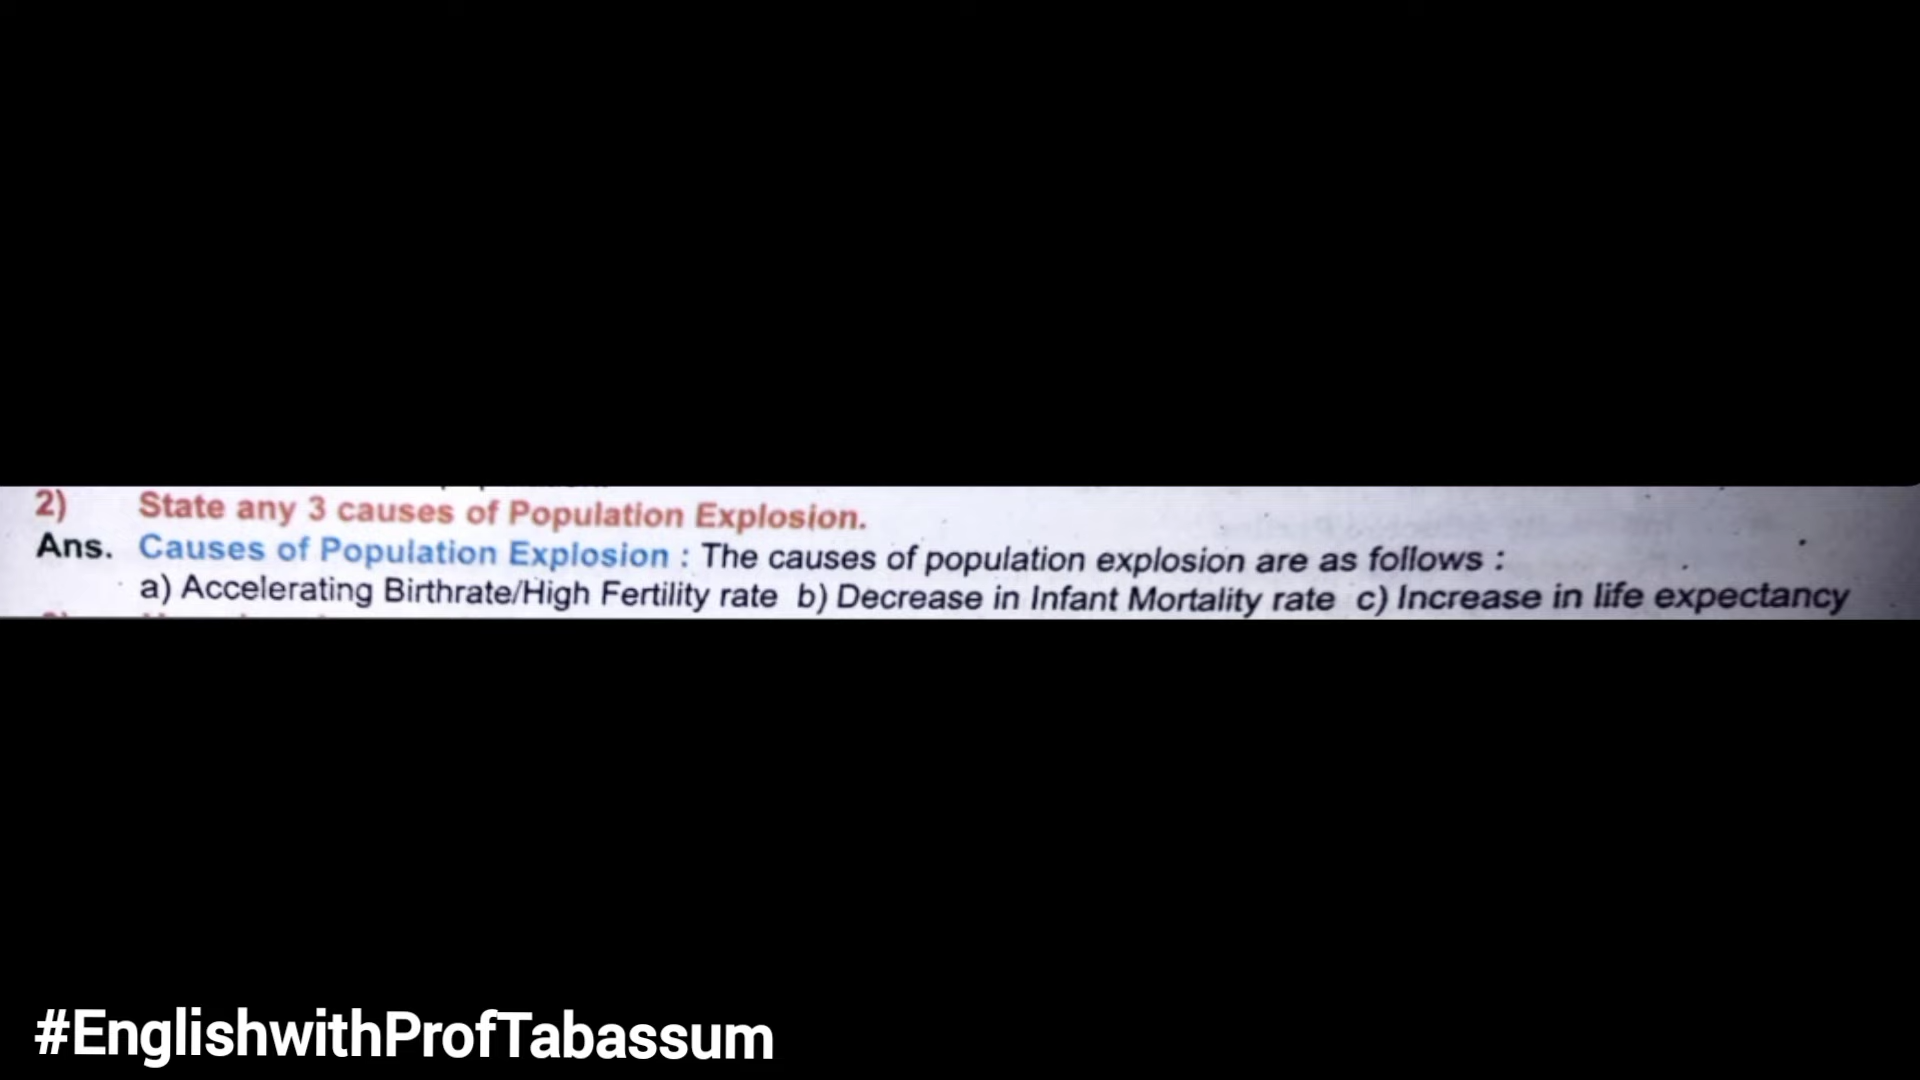 2) State any 3 causes of Population Explosion.
Ans. Causes of Population Explosion : The causes of population explosion are as follows :
a) Accelerating Birthrate/High Fertility rate b) Decrease in Infant Mortality rate c) Increase in life expectancy
#EnglishwithProfTabassum